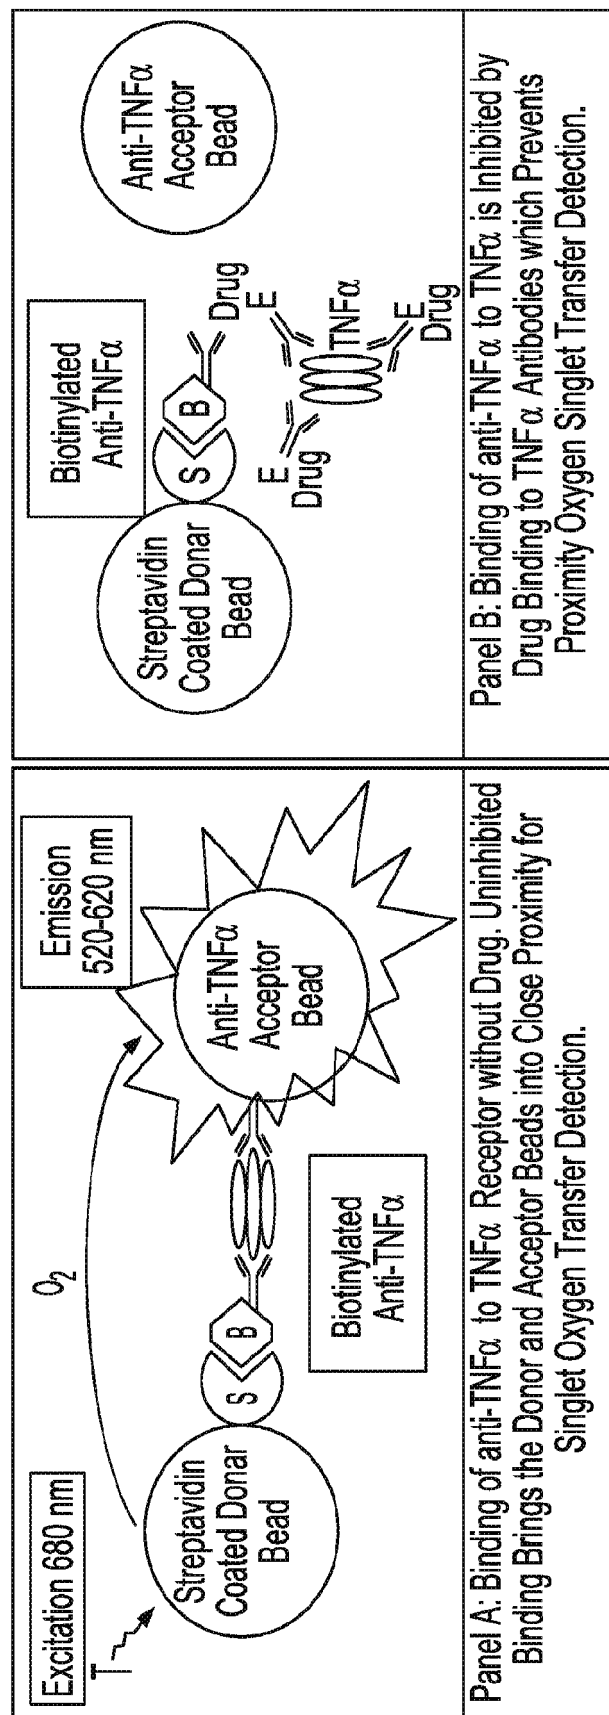 Excitation 680 nm
T
O₂
Emission
520-620 nm
Streptavidin
Coated Donar
Bead
S
B
Anti-TNFα
Acceptor
Bead
Biotinylated
Anti-TNFα
Panel A: Binding of anti-TNFα to TNFα Receptor without Drug. Uninhibited
Binding Brings the Donor and Acceptor Beads into Close Proximity for
Singlet Oxygen Transfer Detection.
Biotinylated
Anti-TNFα
Streptavidin
Coated Donar
Bead
S
B
Drug
Anti-TNFα
Acceptor
Bead
E
Drug
E
TNFα
E
Drug
Panel B: Binding of anti-TNFα to TNFα is Inhibited by
Drug Binding to TNFα Antibodies which Prevents
Proximity Oxygen Singlet Transfer Detection.